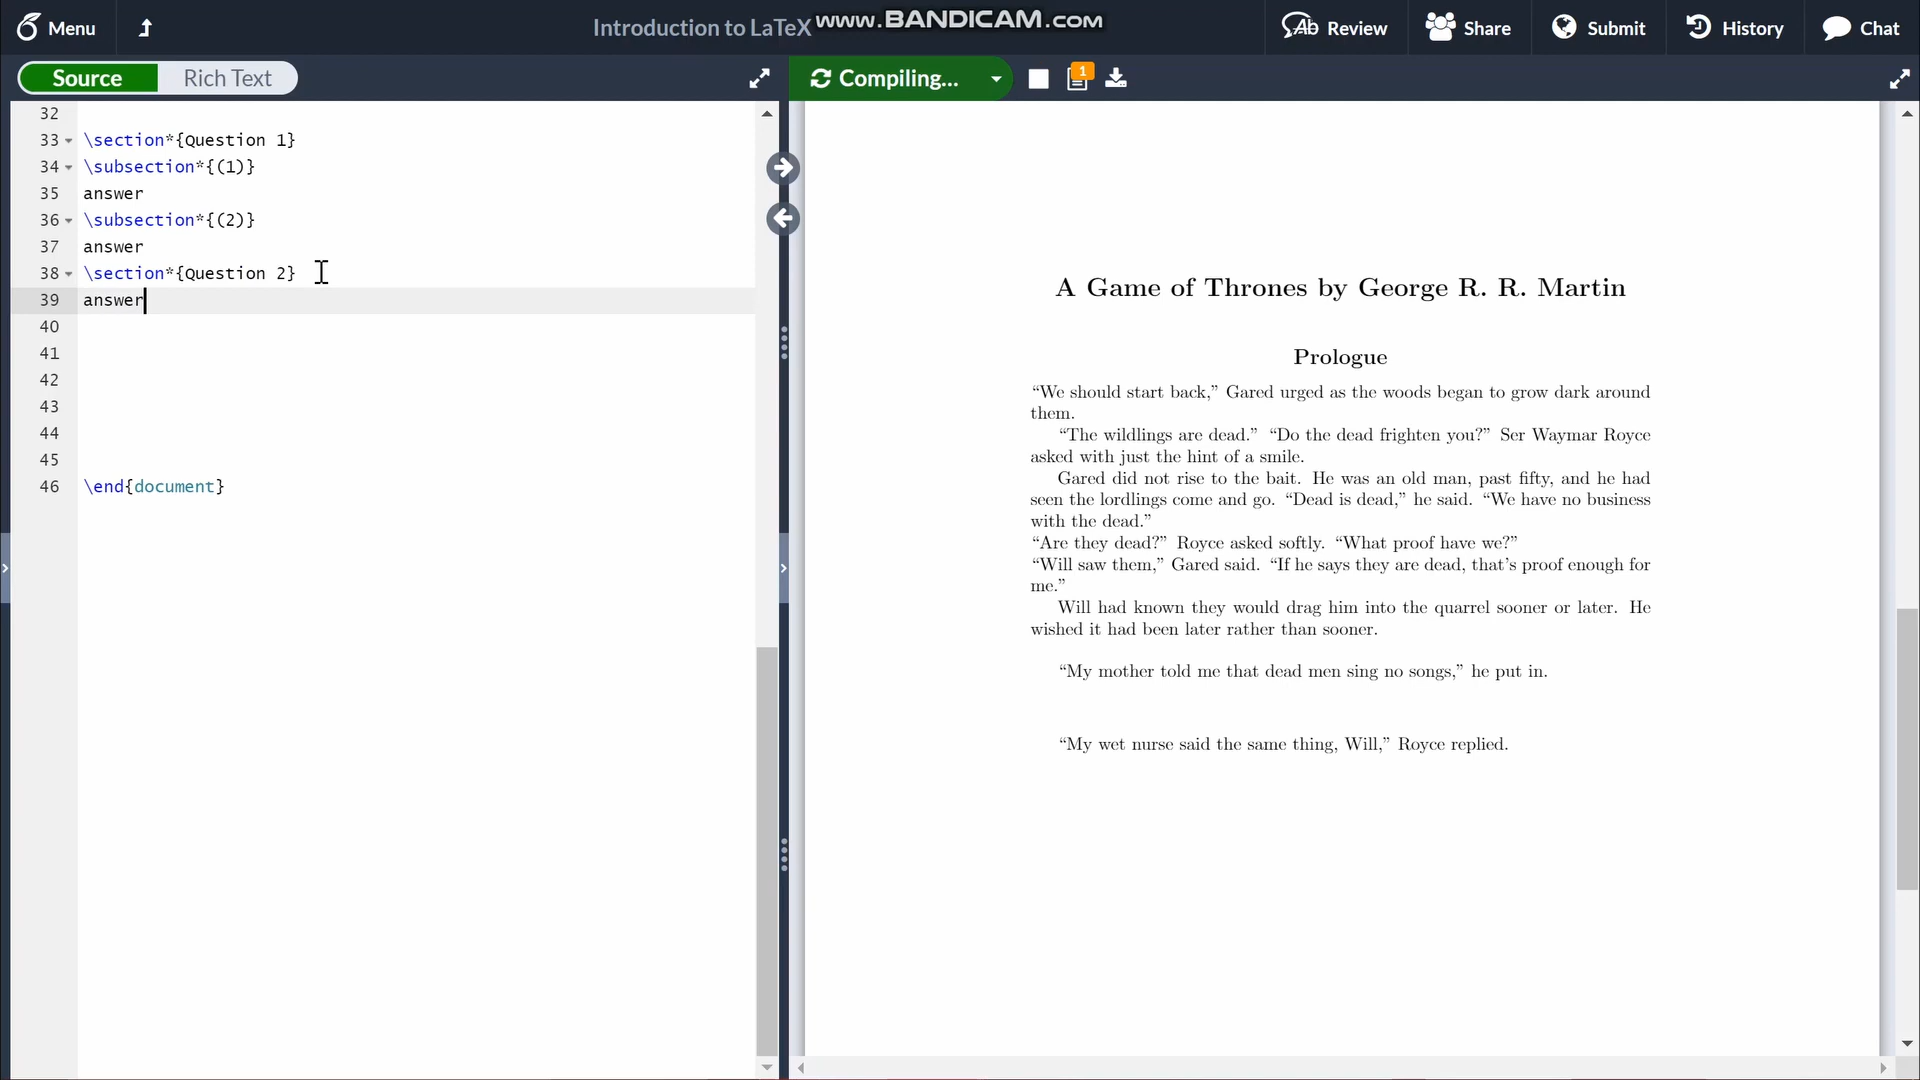 Menu
Introduction to LaTeX
www.BANDICAM.com
Review
Share
Submit
History
Chat
Source
Rich Text
Compiling...
1
32
33 \section*{Question 1}
34 \subsection*{(1)}
35 answer
36 \subsection*{(2)}
37 answer
38 \section*{Question 2}
39 answer
40
41
42
43
44
45
46 \end{document}
A Game of Thrones by George R. R. Martin
Prologue
“We should start back,” Gared urged as the woods began to grow dark around
them.
“The wildlings are dead.” “Do the dead frighten you?” Ser Waymar Royce
asked with just the hint of a smile.
Gared did not rise to the bait. He was an old man, past fifty, and he had
seen the lordlings come and go. “Dead is dead,” he said. “We have no business
with the dead.”
“Are they dead?” Royce asked softly. “What proof have we?”
“Will saw them,” Gared said. “If he says they are dead, that’s proof enough for
me.”
Will had known they would drag him into the quarrel sooner or later. He
wished it had been later rather than sooner.
“My mother told me that dead men sing no songs,” he put in.
“My wet nurse said the same thing, Will,” Royce replied.